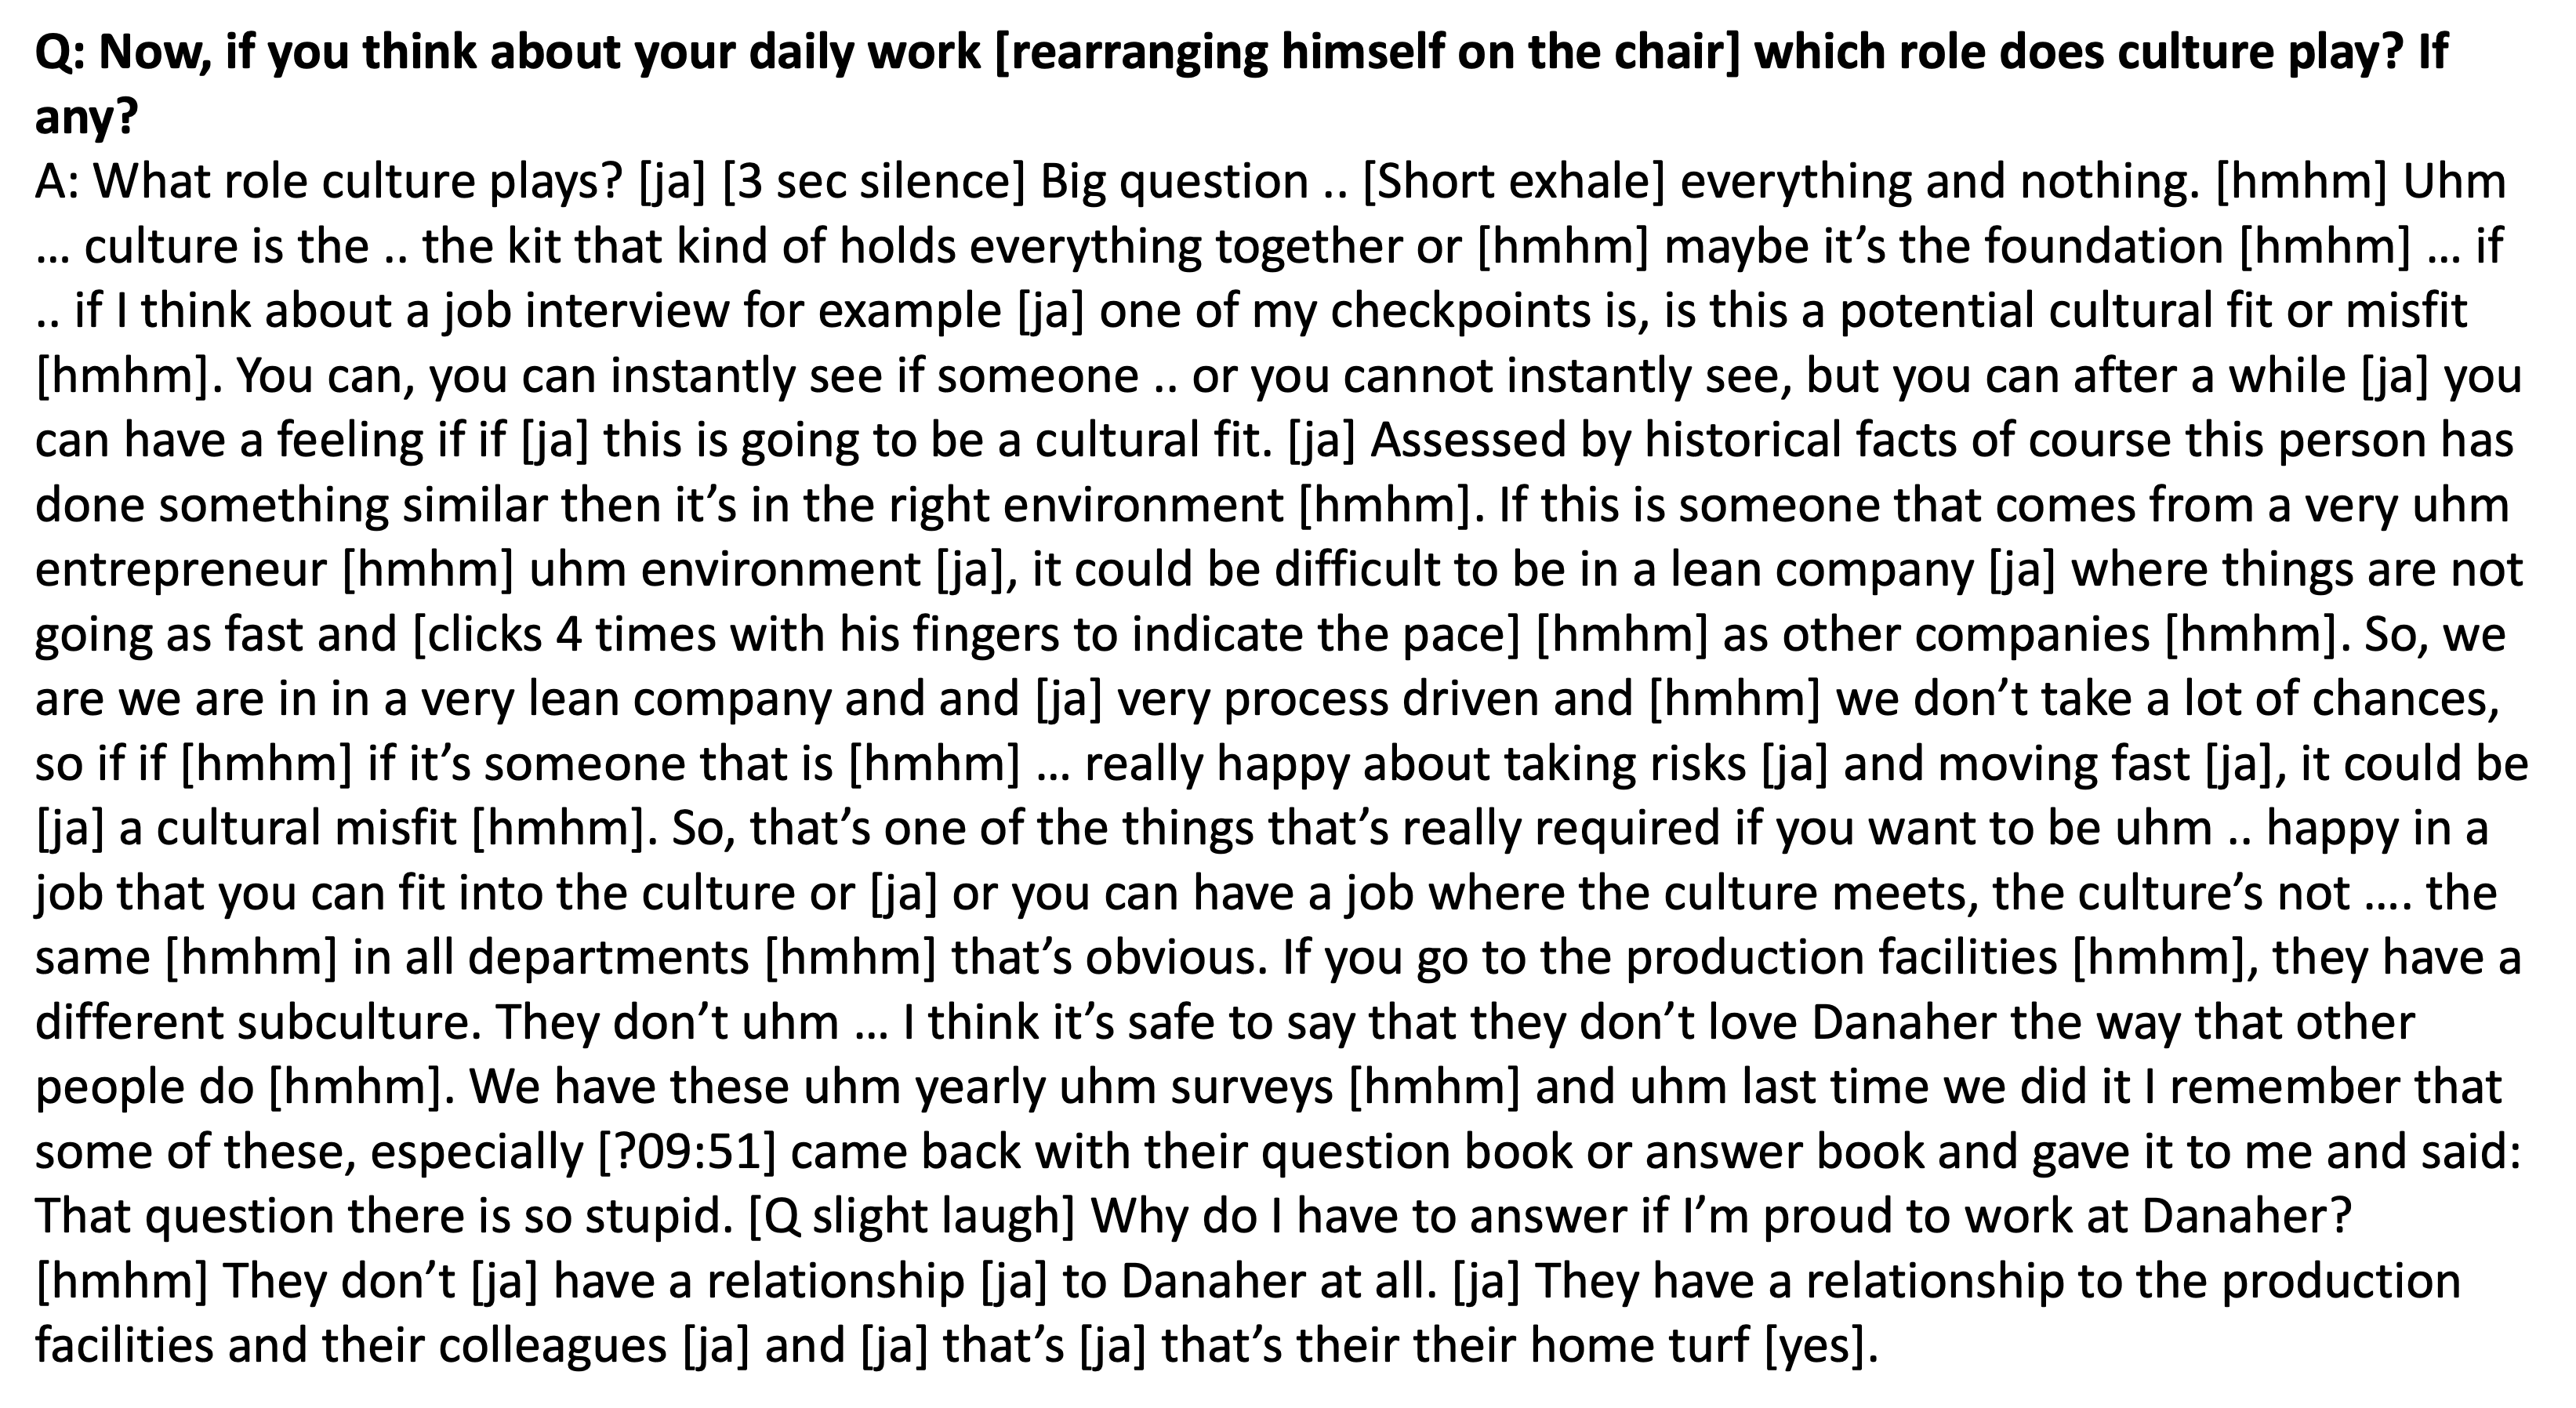 Q: Now, if you think about your daily work [rearranging himself on the chair] which role does culture play? If
any?
A: What role culture plays? [ja] [3 sec silence] Big question .. [Short exhale] everything and nothing. [hmhm] Uhm
... culture is the .. the kit that kind of holds everything together or [hmhm] maybe it’s the foundation [hmhm] ... if
.. if I think about a job interview for example [ja] one of my checkpoints is, is this a potential cultural fit or misfit
[hmhm]. You can, you can instantly see if someone .. or you cannot instantly see, but you can after a while [ja] you
can have a feeling if if [ja] this is going to be a cultural fit. [ja] Assessed by historical facts of course this person has
done something similar then it’s in the right environment [hmhm]. If this is someone that comes from a very uhm
entrepreneur [hmhm] uhm environment [ja], it could be difficult to be in a lean company [ja] where things are not
going as fast and [clicks 4 times with his fingers to indicate the pace] [hmhm] as other companies [hmhm]. So, we
are we are in in a very lean company and and [ja] very process driven and [hmhm] we don’t take a lot of chances,
so if if [hmhm] if it’s someone that is [hmhm] ... really happy about taking risks [ja] and moving fast [ja], it could be
[ja] a cultural misfit [hmhm]. So, that’s one of the things that’s really required if you want to be uhm .. happy in a
job that you can fit into the culture or [ja] or you can have a job where the culture meets, the culture’s not .... the
same [hmhm] in all departments [hmhm] that’s obvious. If you go to the production facilities [hmhm], they have a
different subculture. They don’t uhm ... I think it’s safe to say that they don’t love Danaher the way that other
people do [hmhm]. We have these uhm yearly uhm surveys [hmhm] and uhm last time we did it I remember that
some of these, especially [?09:51] came back with their question book or answer book and gave it to me and said:
That question there is so stupid. [Q slight laugh] Why do I have to answer if I’m proud to work at Danaher?
[hmhm] They don’t [ja] have a relationship [ja] to Danaher at all. [ja] They have a relationship to the production
facilities and their colleagues [ja] and [ja] that’s [ja] that’s their their home turf [yes].